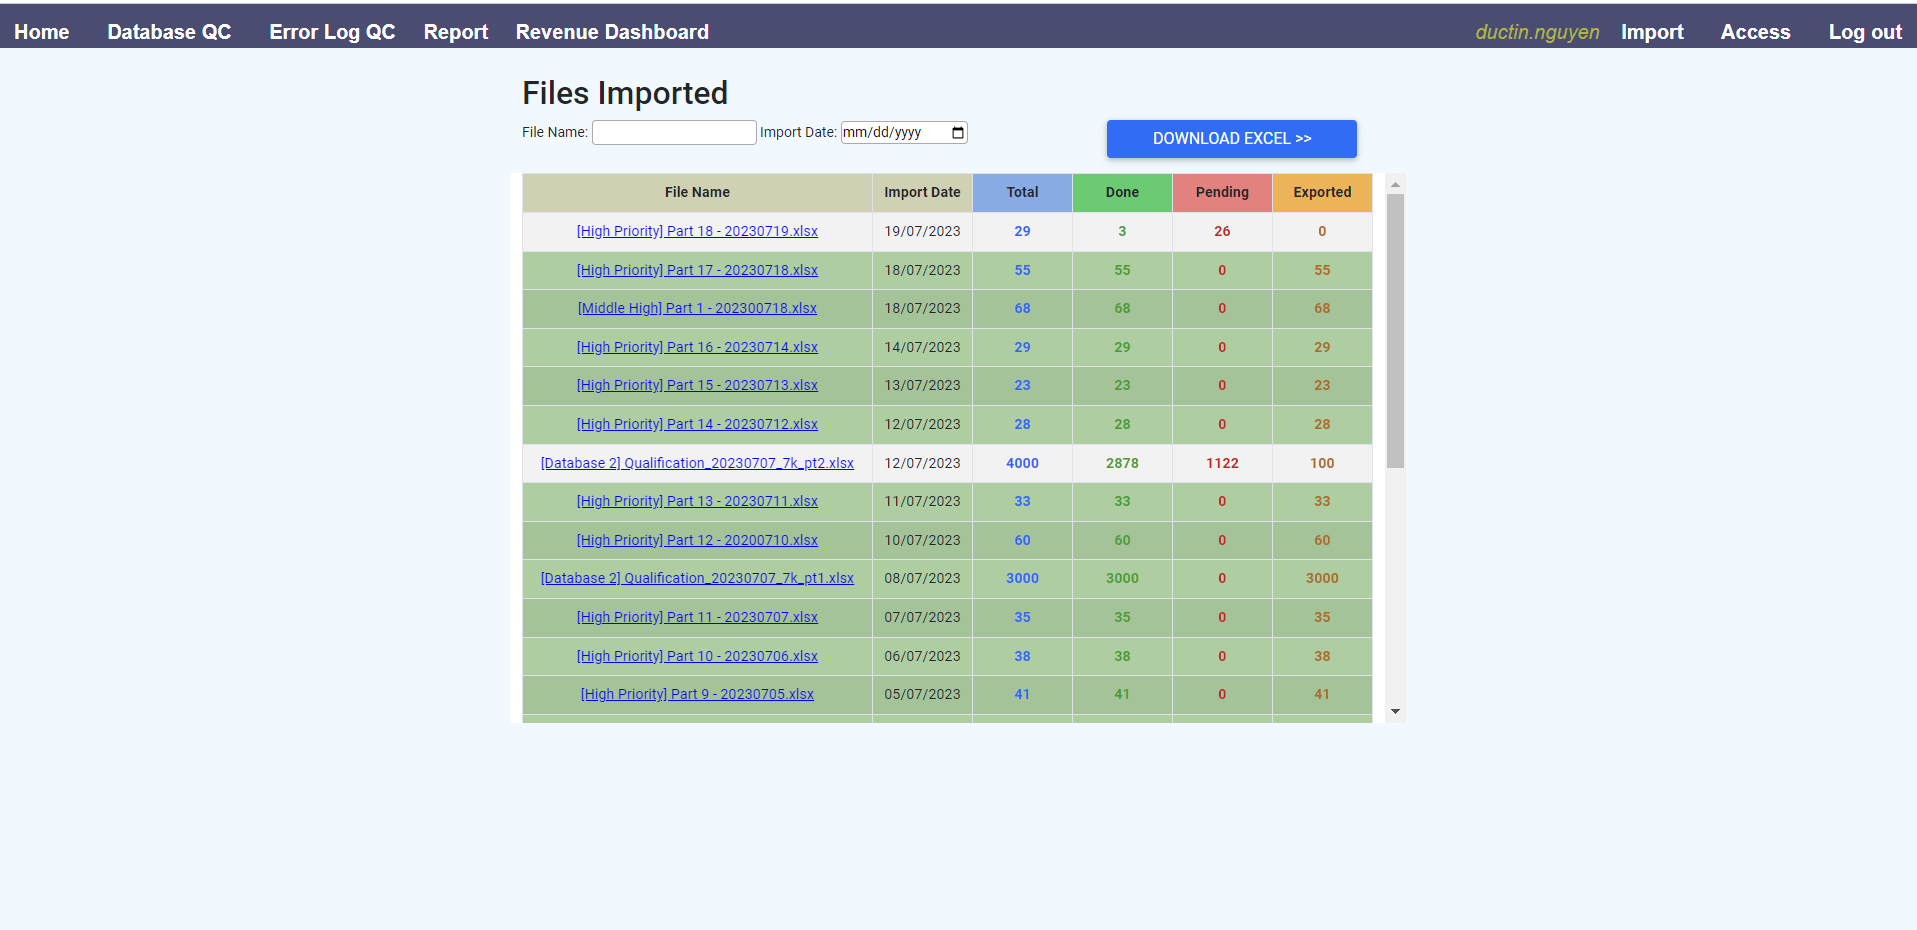 Home Database QC Error Log QC Report Revenue Dashboard ductin.nguyen Import Access Log out
Files Imported
File Name: Import Date: mm/dd/yyyy DOWNLOAD EXCEL >>
File Name Import Date Total Done Pending Exported
[High Priority] Part 18 - 20230719.xlsx 19/07/2023 29 3 26 0
[High Priority] Part 17 - 20230718.xlsx 18/07/2023 55 55 0 55
[Middle High] Part 1 - 202300718.xlsx 18/07/2023 68 68 0 68
[High Priority] Part 16 - 20230714.xlsx 14/07/2023 29 29 0 29
[High Priority] Part 15 - 20230713.xlsx 13/07/2023 23 23 0 23
[High Priority] Part 14 - 20230712.xlsx 12/07/2023 28 28 0 28
[Database 2] Qualification_20230707_7k_pt2.xlsx 12/07/2023 4000 2878 1122 100
[High Priority] Part 13 - 20230711.xlsx 11/07/2023 33 33 0 33
[High Priority] Part 12 - 20200710.xlsx 10/07/2023 60 60 0 60
[Database 2] Qualification_20230707_7k_pt1.xlsx 08/07/2023 3000 3000 0 3000
[High Priority] Part 11 - 20230707.xlsx 07/07/2023 35 35 0 35
[High Priority] Part 10 - 20230706.xlsx 06/07/2023 38 38 0 38
[High Priority] Part 9 - 20230705.xlsx 05/07/2023 41 41 0 41